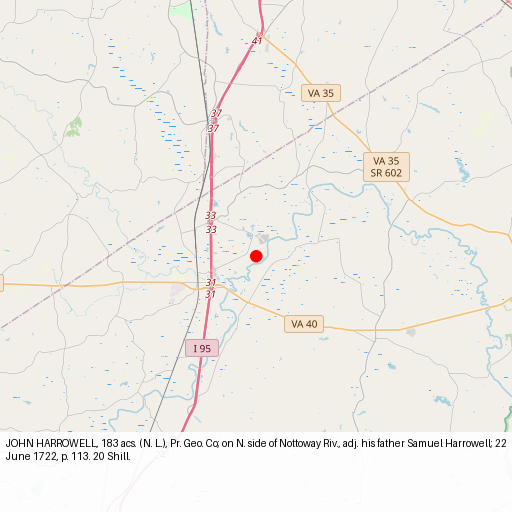 41
VA 35
37
37
VA 35
SR 602
33
33
31
31
VA 40
I 95
JOHN HARROWELL, 183 acs. (N. L.), Pr. Geo. Co; on N. side of Nottoway Riv., adj. his father Samuel Harrowell; 22
June 1722, p. 113. 20 Shill.